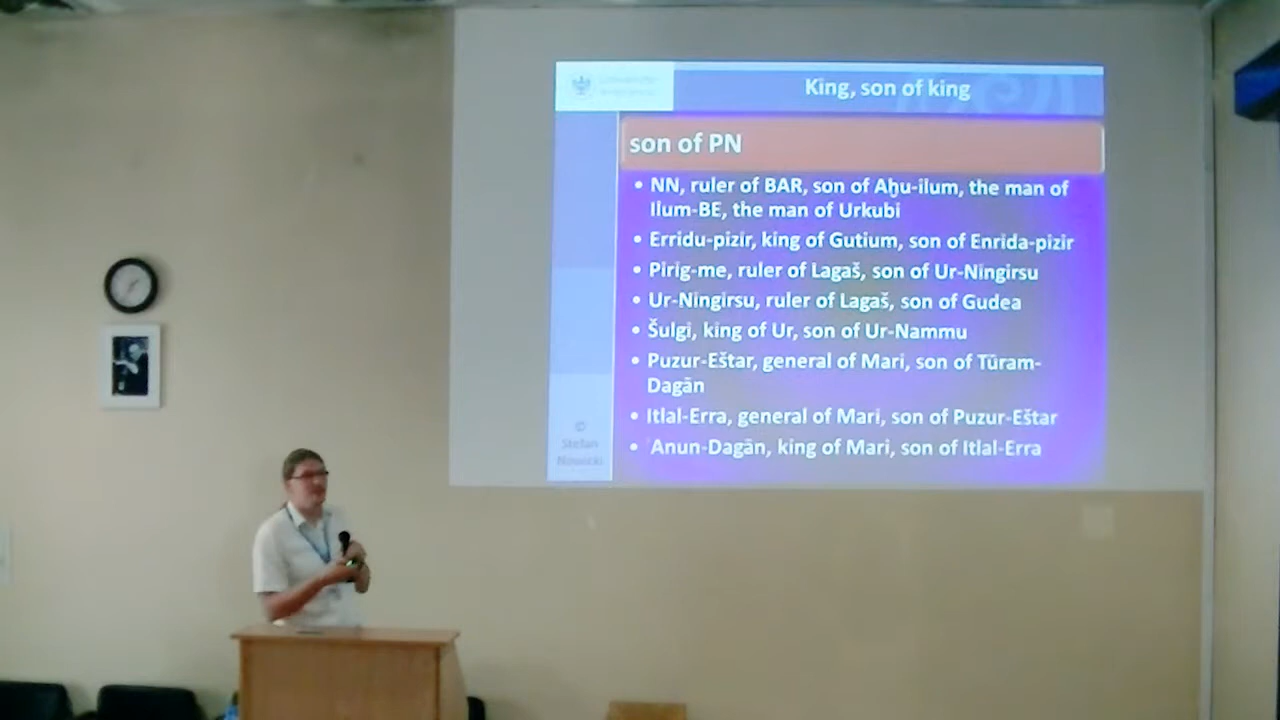 King, son of king
son of PN
• NN, ruler of BAR, son of Aḫu-ilum, the man of
Ilum-BE, the man of Urkubi
• Erridu-pizir, king of Gutium, son of Enrida-pizir
• Pirig-me, ruler of Lagaš, son of Ur-Ningirsu
• Ur-Ningirsu, ruler of Lagaš, son of Gudea
• Šulgi, king of Ur, son of Ur-Nammu
• Puzur-Eštar, general of Mari, son of Tūram-
Dagān
• Itlal-Erra, general of Mari, son of Puzur-Eštar
• Anun-Dagān, king of Mari, son of Itlal-Erra
©
Stefan
Nowicki